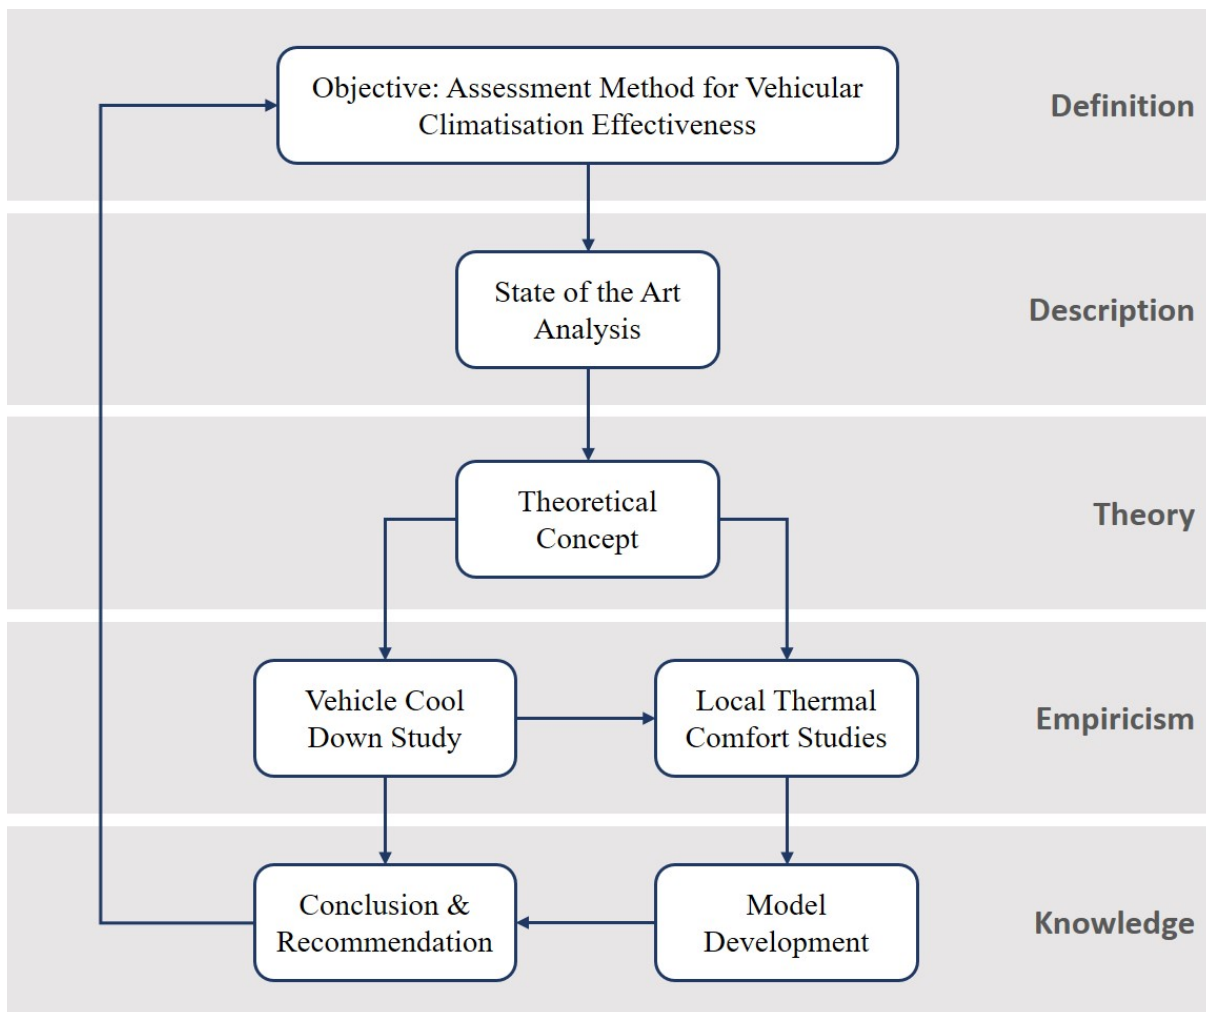 Objective: Assessment Method for Vehicular
Climatisation Effectiveness
Definition
State of the Art
Analysis
Description
Theoretical
Concept
Theory
Vehicle Cool
Down Study
Local Thermal
Comfort Studies
Empiricism
Conclusion &
Recommendation
Model
Development
Knowledge